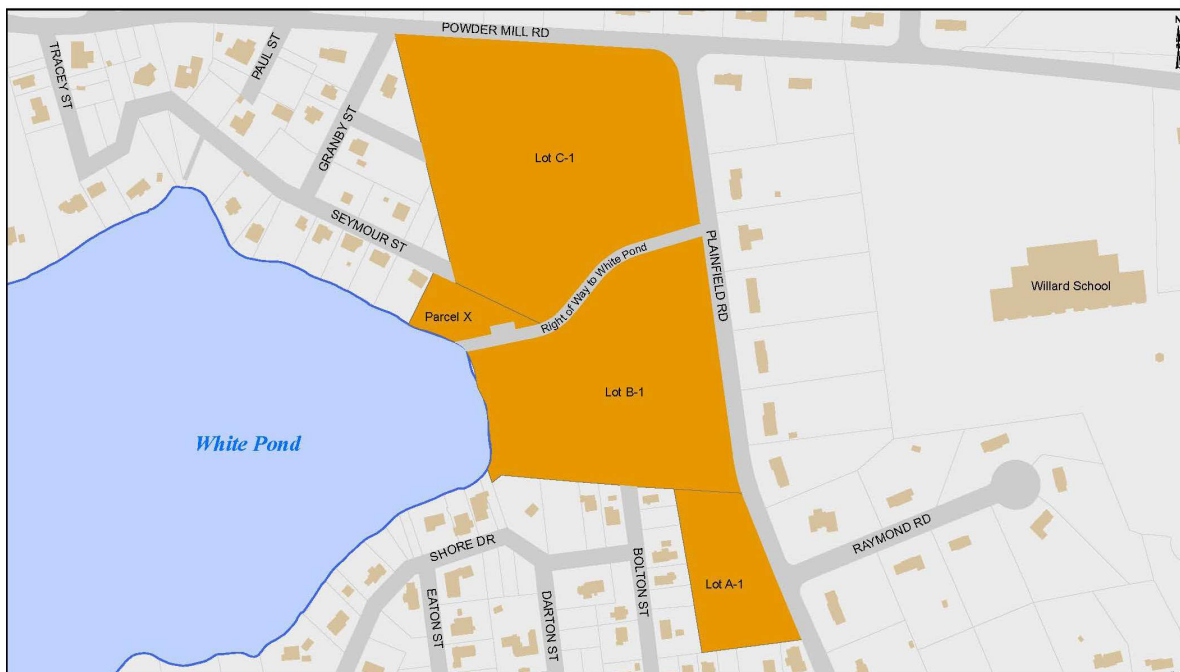 POWDER MILL RD
N
TRACEY ST
PAUL ST
GRANBY ST
Lot C-1
SEYMOUR ST
PLAINFIELD RD
Right of Way to White Pond
Willard School
Parcel X
Lot B-1
White Pond
RAYMOND RD
SHORE DR
BOLTON ST
Lot A-1
EATON ST
DARTON ST